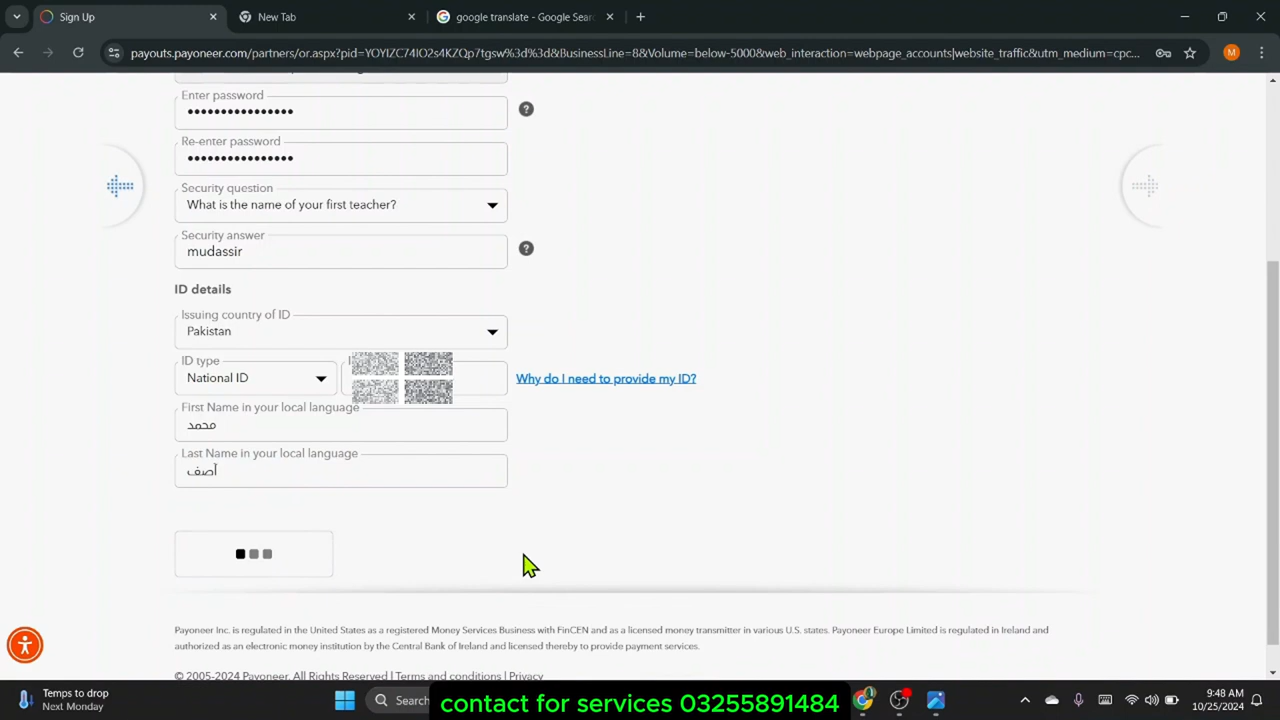 Sign Up
New Tab
google translate - Google Sear
payouts.payoneer.com/partners/or.aspx?pid=YOYIZC74IO2s4KZQp7tgsw%3d%3d&BusinessLine=8&Volume=below-5000&web_interaction=webpage_accounts|website_traffic&utm_medium=cpc...
M
Enter password
••••••••••••••••
?
Re-enter password
••••••••••••••••
Security question
What is the name of your first teacher?
Security answer
mudassir
?
ID details
Issuing country of ID
Pakistan
ID type
National ID
Why do I need to provide my ID?
First Name in your local language
محمد
Last Name in your local language
آصف
Payoneer Inc. is regulated in the United States as a registered Money Services Business with FinCEN and as a licensed money transmitter in various U.S. states. Payoneer Europe Limited is regulated in Ireland and
authorized as an electronic money institution by the Central Bank of Ireland and licensed thereby to provide payment services.
© 2005-2024 Payoneer, All Rights Reserved | Terms and conditions | Privacy
Temps to drop
Next Monday
Search
contact for services 03255891484
9:48 AM
10/25/2024